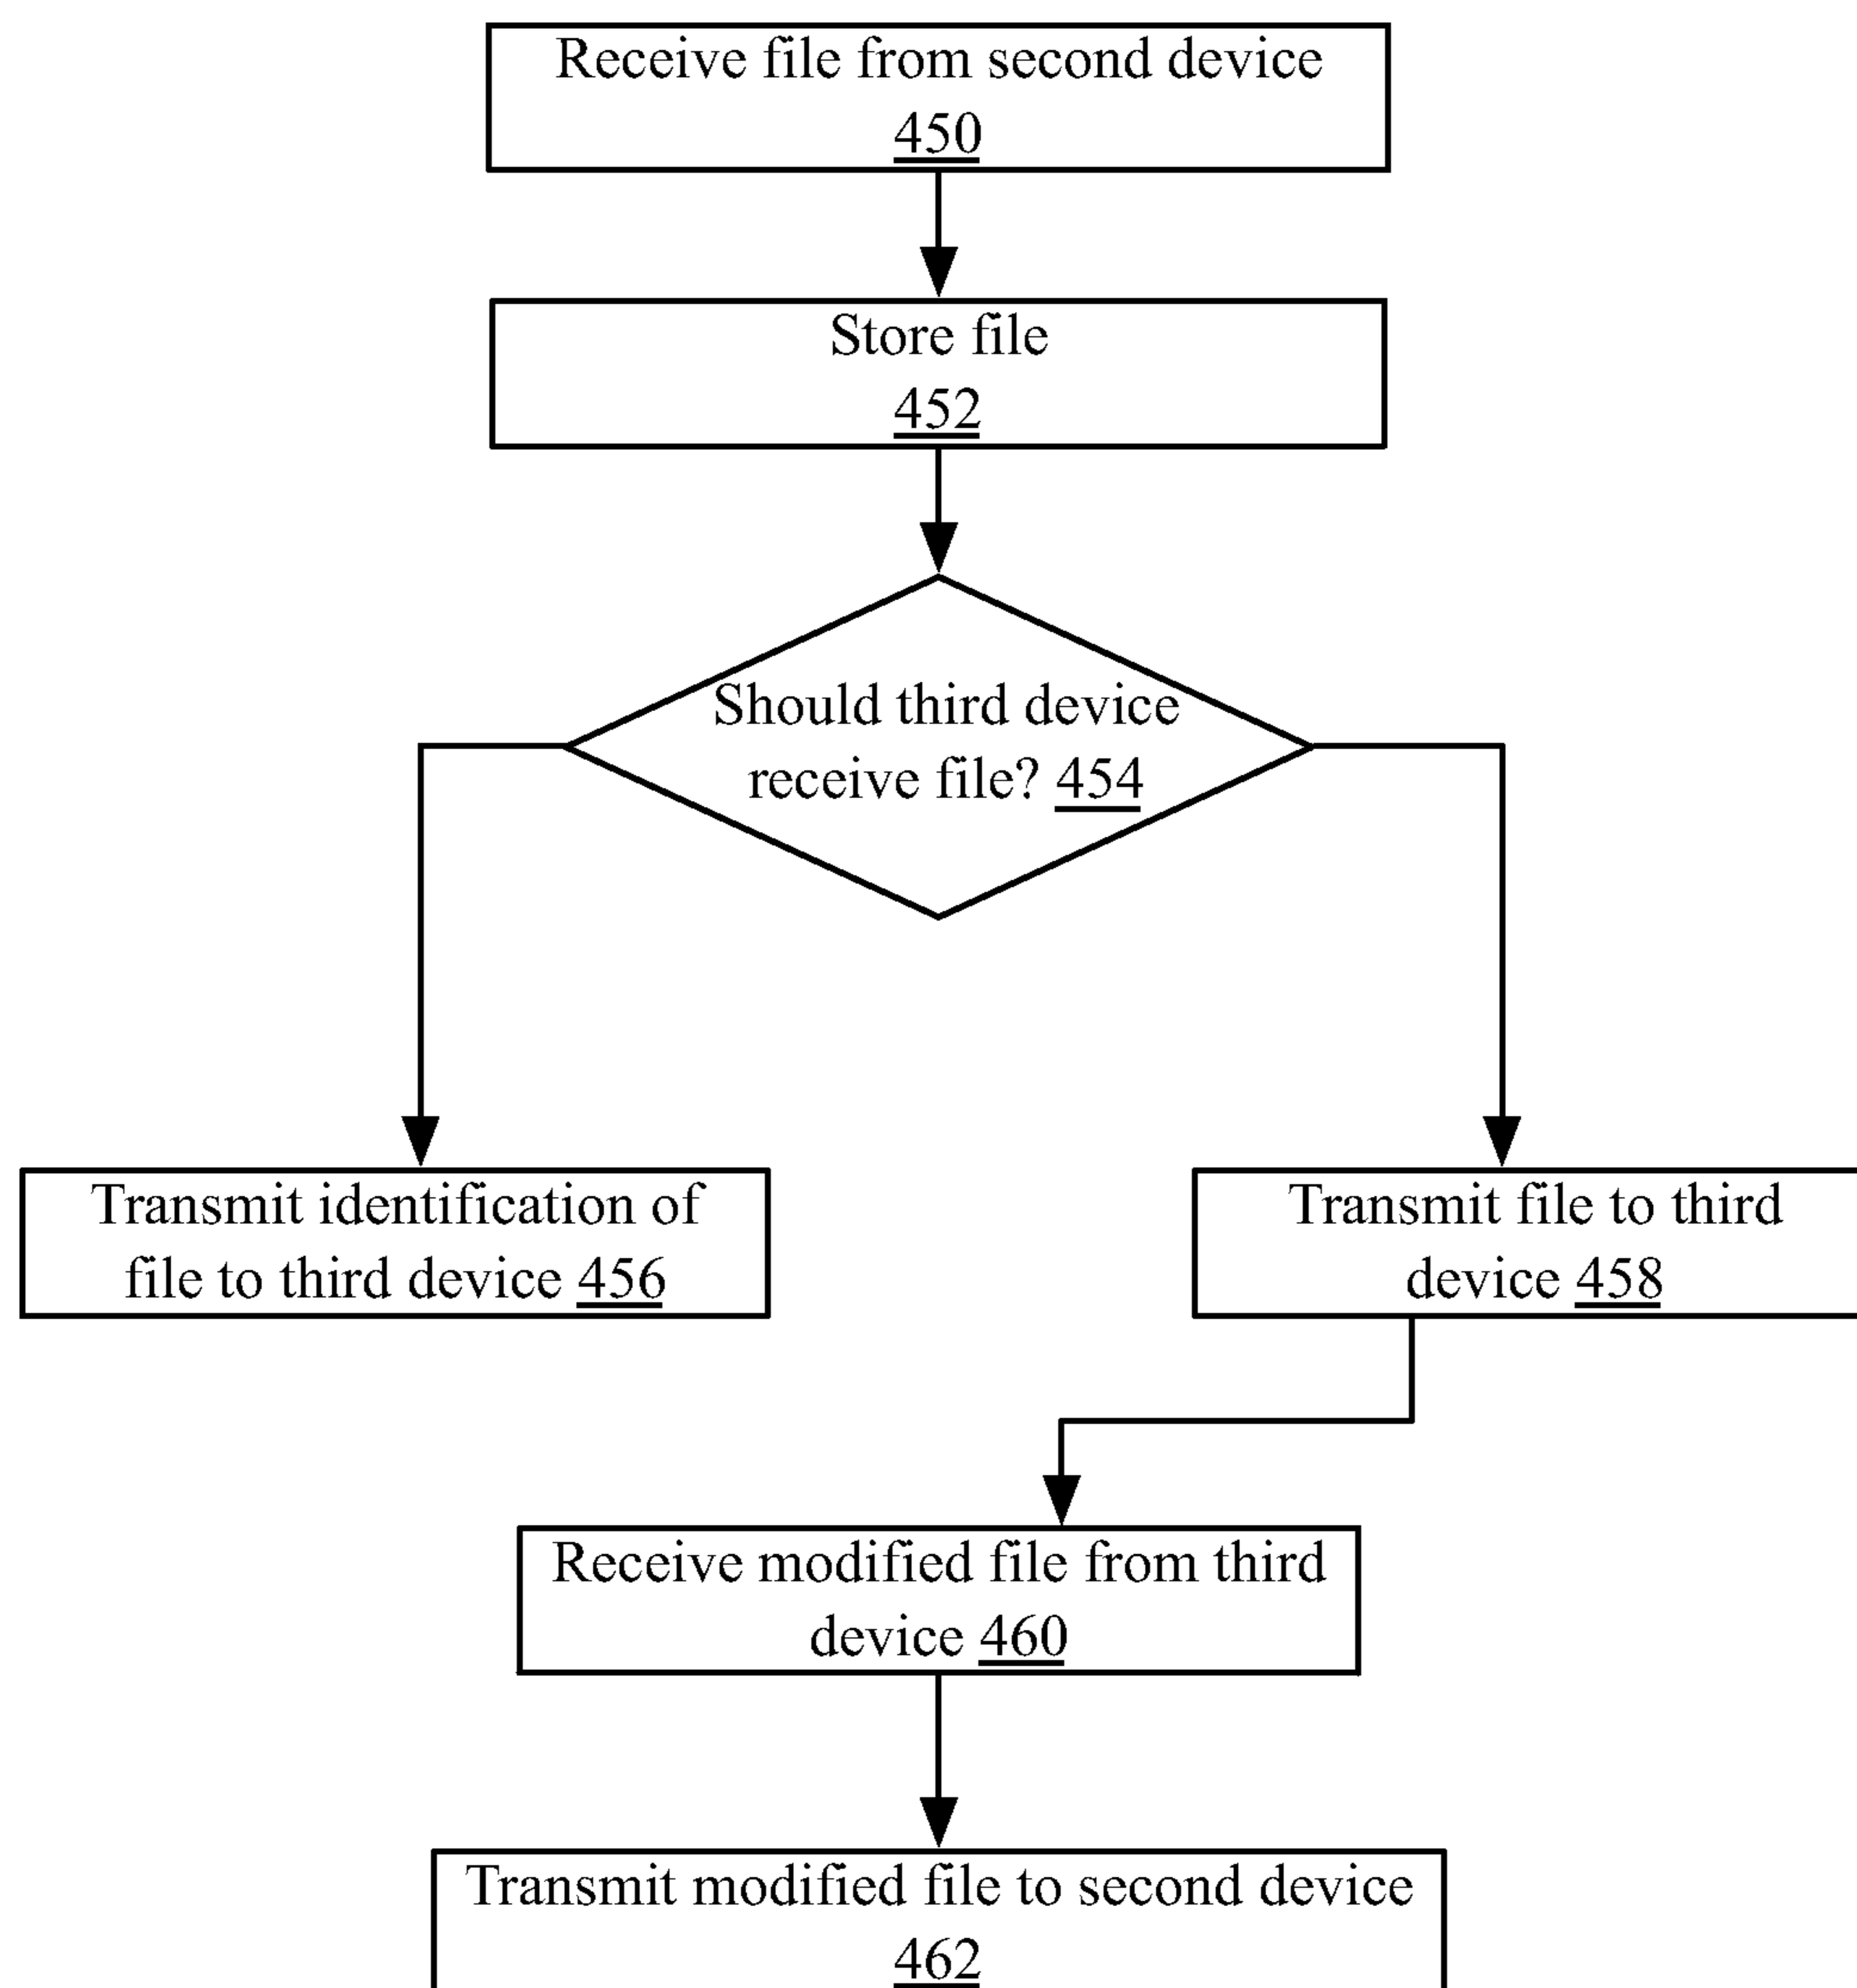 Receive file from second device
450
Store file
452
Should third device
receive file? 454
Transmit identification of
file to third device 456
Transmit file to third
device 458
Receive modified file from third
device 460
Transmit modified file to second device
462